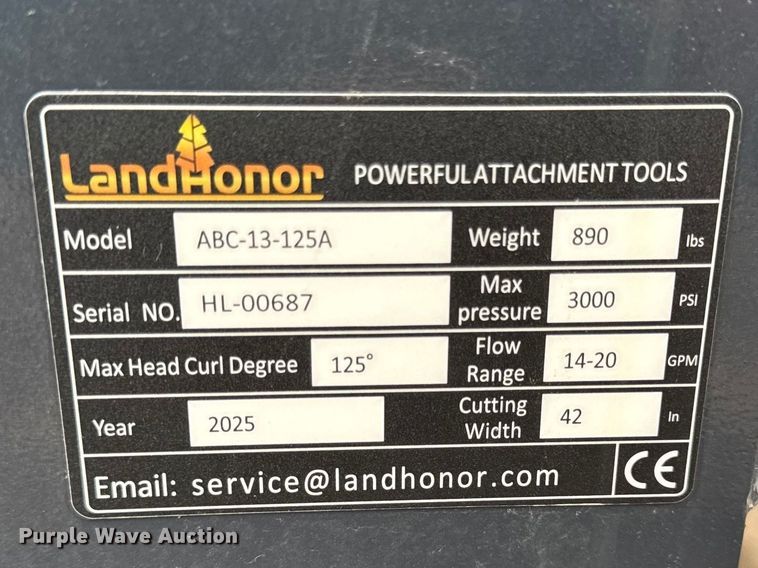 LandHonor POWERFUL ATTACHMENT TOOLS
Model ABC-13-125A Weight 890 lbs
Serial NO. HL-00687 Max pressure 3000 PSI
Max Head Curl Degree 125° Flow Range 14-20 GPM
Year 2025 Cutting Width 42 In
Email: service@landhonor.com CE
Purple Wave Auction